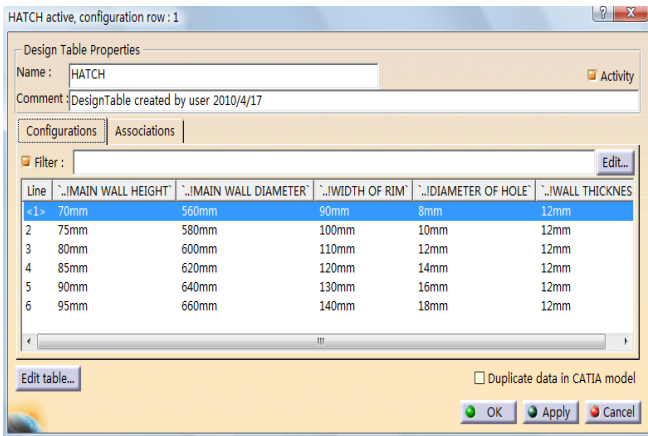 HATCH active, configuration row : 1
Design Table Properties
Name : HATCH Activity
Comment : DesignTable created by user 2010/4/17
Configurations Associations
Filter : Edit...
Line `..!MAIN WALL HEIGHT` `..!MAIN WALL DIAMETER` `..!WIDTH OF RIM` `..!DIAMETER OF HOLE` `..!WALL THICKNES
<1> 70mm 560mm 90mm 8mm 12mm
2 75mm 580mm 100mm 10mm 12mm
3 80mm 600mm 110mm 12mm 12mm
4 85mm 620mm 120mm 14mm 12mm
5 90mm 640mm 130mm 16mm 12mm
6 95mm 660mm 140mm 18mm 12mm
Edit table... Duplicate data in CATIA model
OK Apply Cancel